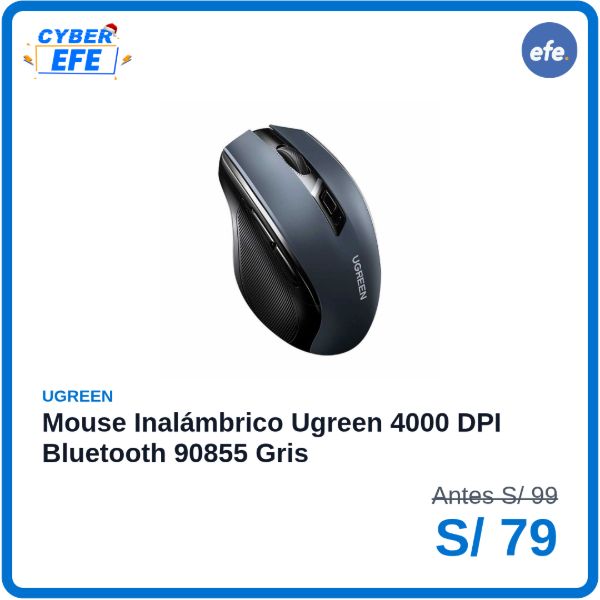 CYBER
EFE
efe.
UGREEN
UGREEN
Mouse Inalámbrico Ugreen 4000 DPI
Bluetooth 90855 Gris
Antes S/ 99
S/ 79